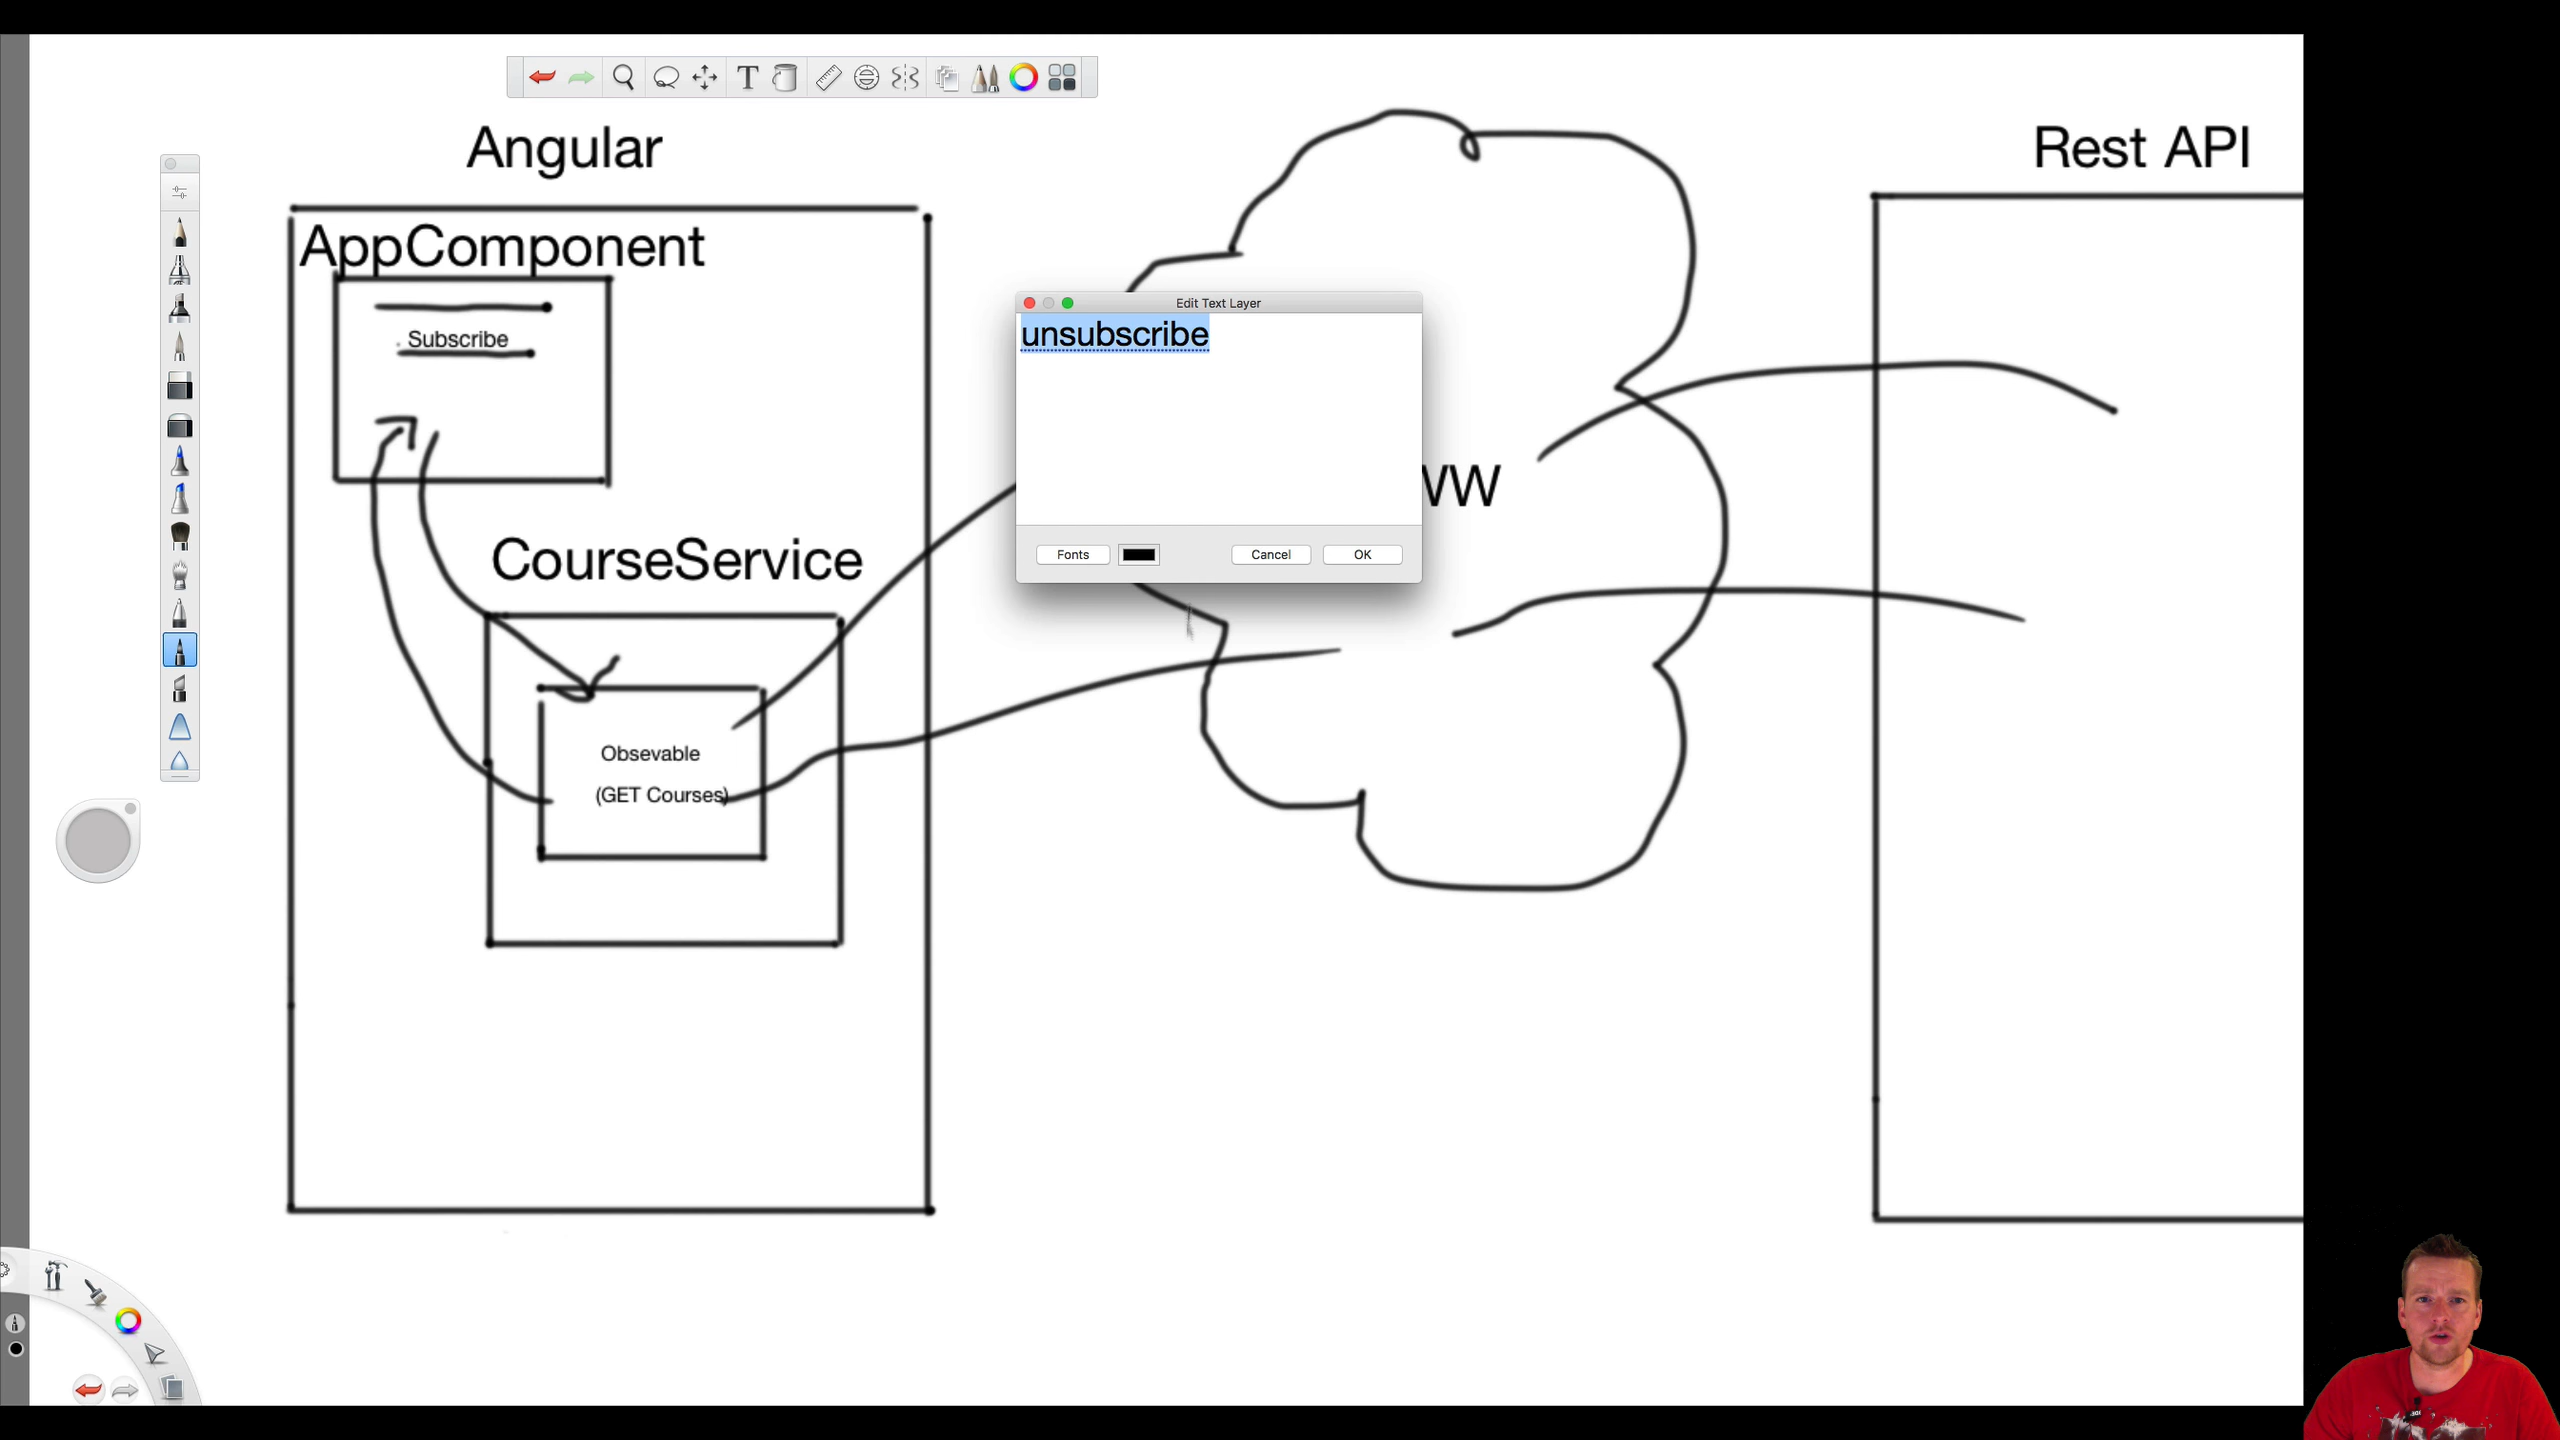 Angular
Rest API
AppComponent
Subscribe
Edit Text Layer
unsubscribe
WW
Fonts
Cancel
OK
CourseService
Obsevable
(GET Courses)